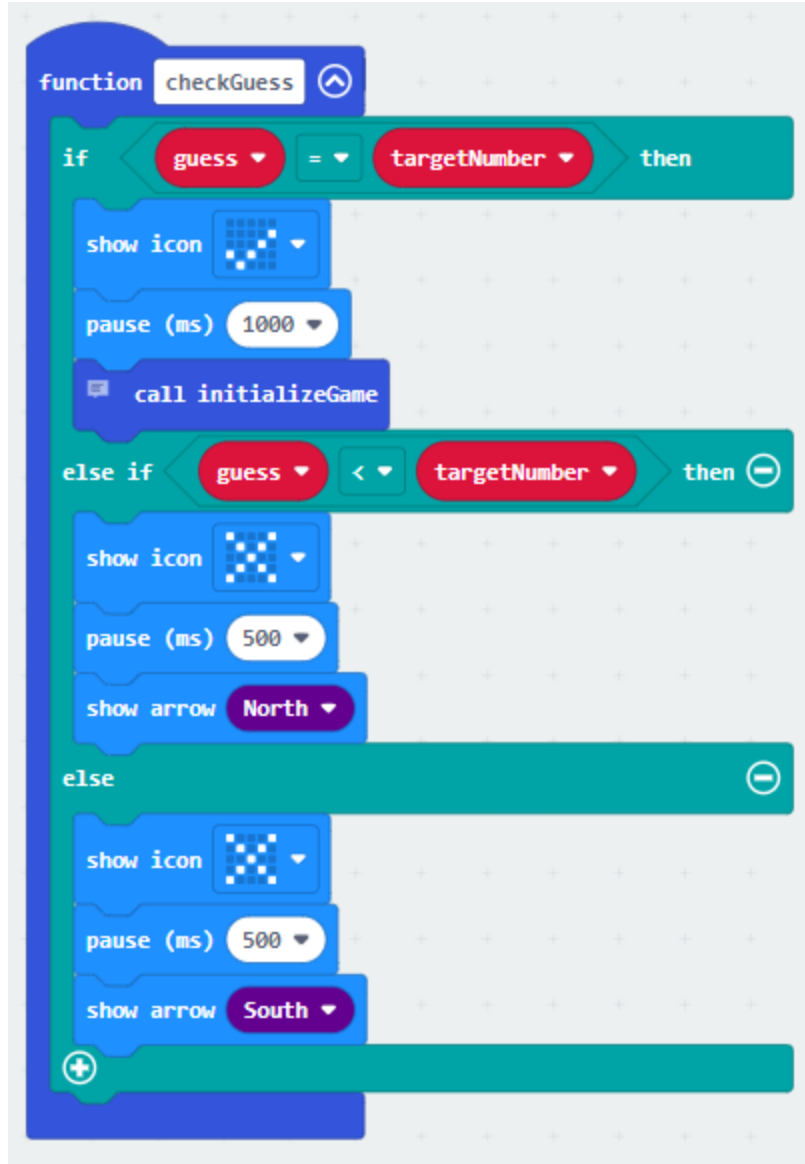 function checkGuess
if guess = targetNumber then
show icon
pause (ms) 1000
call initializeGame
else if guess < targetNumber then
show icon
pause (ms) 500
show arrow North
else
show icon
pause (ms) 500
show arrow South